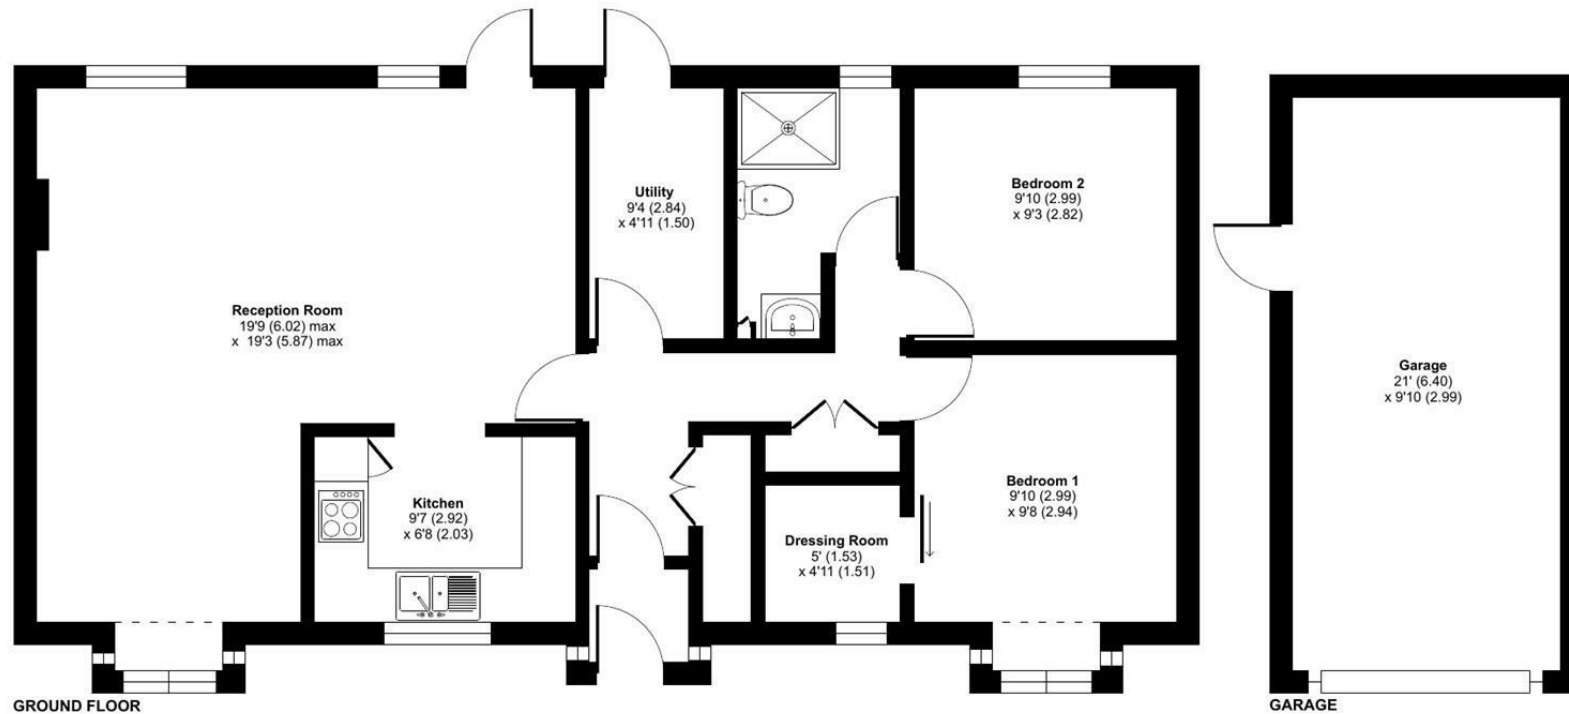 Utility
9'4 (2.84)
x 4'11 (1.50)
Bedroom 2
9'10 (2.99)
x 9'3 (2.82)
Reception Room
19'9 (6.02) max
x 19'3 (5.87) max
Garage
21' (6.40)
x 9'10 (2.99)
Kitchen
9'7 (2.92)
x 6'8 (2.03)
Bedroom 1
9'10 (2.99)
x 9'8 (2.94)
Dressing Room
5' (1.53)
x 4'11 (1.51)
GROUND FLOOR
GARAGE